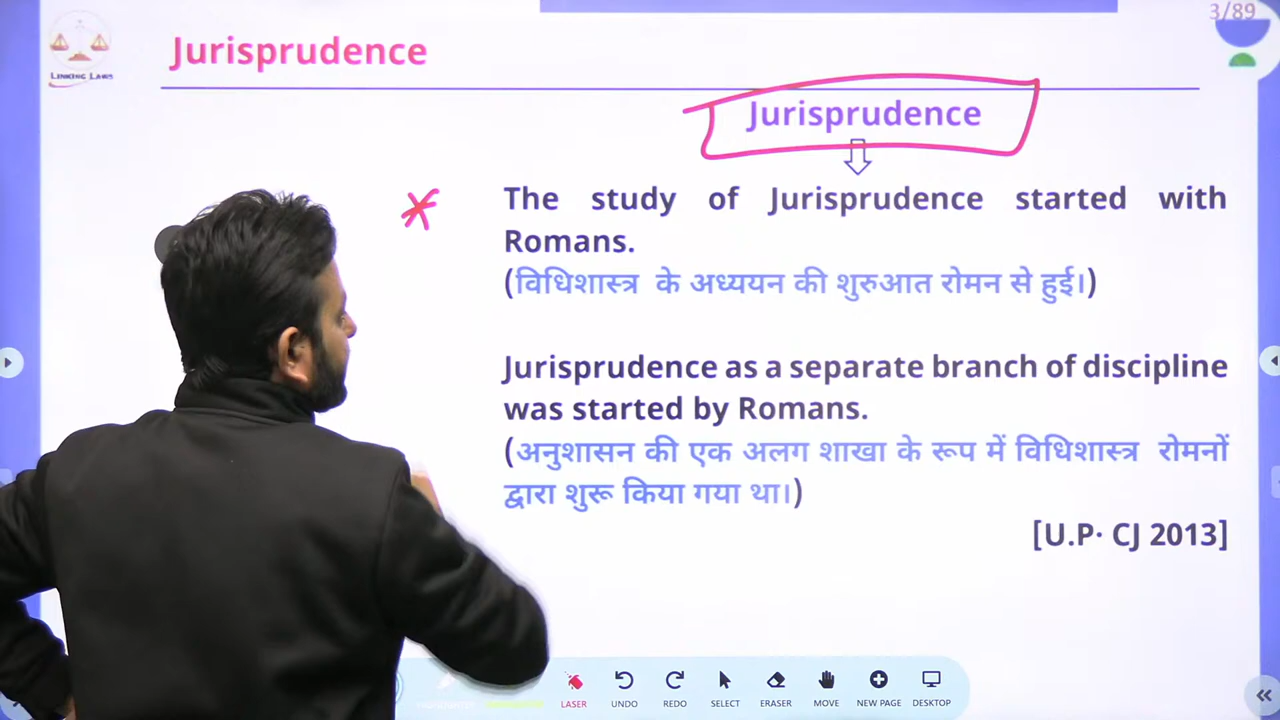 3/89
LINKING LAWS
Jurisprudence
Jurisprudence
The study of Jurisprudence started with
Romans.
(विधिशास्त्र के अध्ययन की शुरुआत रोमन से हुई।)
Jurisprudence as a separate branch of discipline
was started by Romans.
(अनुशासन की एक अलग शाखा के रूप में विधिशास्त्र रोमनों
द्वारा शुरू किया गया था।)
[U.P· CJ 2013]
LASER UNDO REDO SELECT ERASER MOVE NEW PAGE DESKTOP